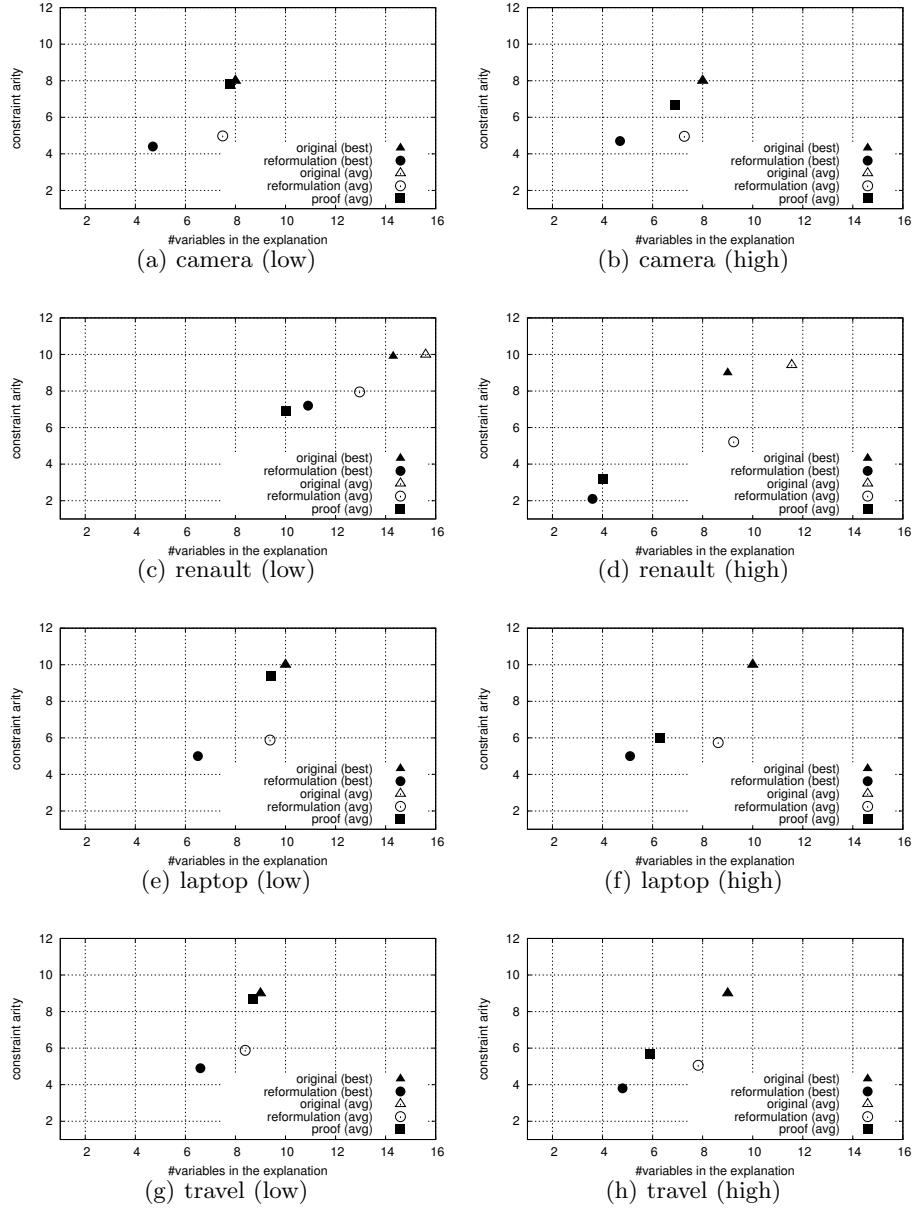 12
10
8
6
4
2
constraint arity
original (best)
reformulation (best)
original (avg)
reformulation (avg)
proof (avg)
2 4 6 8 10 12 14 16
#variables in the explanation
(a) camera (low)
12
10
8
6
4
2
constraint arity
original (best)
reformulation (best)
original (avg)
reformulation (avg)
proof (avg)
2 4 6 8 10 12 14 16
#variables in the explanation
(b) camera (high)
12
10
8
6
4
2
constraint arity
original (best)
reformulation (best)
original (avg)
reformulation (avg)
proof (avg)
2 4 6 8 10 12 14 16
#variables in the explanation
(c) renault (low)
12
10
8
6
4
2
constraint arity
original (best)
reformulation (best)
original (avg)
reformulation (avg)
proof (avg)
2 4 6 8 10 12 14 16
#variables in the explanation
(d) renault (high)
12
10
8
6
4
2
constraint arity
original (best)
reformulation (best)
original (avg)
reformulation (avg)
proof (avg)
2 4 6 8 10 12 14 16
#variables in the explanation
(e) laptop (low)
12
10
8
6
4
2
constraint arity
original (best)
reformulation (best)
original (avg)
reformulation (avg)
proof (avg)
2 4 6 8 10 12 14 16
#variables in the explanation
(f) laptop (high)
12
10
8
6
4
2
constraint arity
original (best)
reformulation (best)
original (avg)
reformulation (avg)
proof (avg)
2 4 6 8 10 12 14 16
#variables in the explanation
(g) travel (low)
12
10
8
6
4
2
constraint arity
original (best)
reformulation (best)
original (avg)
reformulation (avg)
proof (avg)
2 4 6 8 10 12 14 16
#variables in the explanation
(h) travel (high)